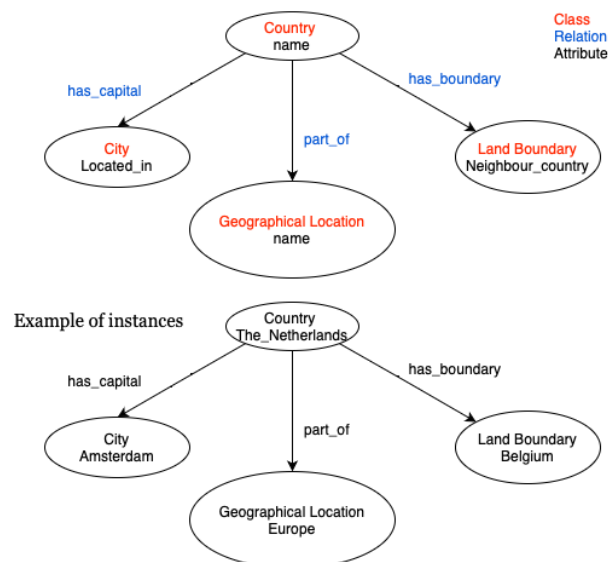 Country
name
Class
Relation
Attribute
has_capital
has_boundary
part_of
City
Located_in
Land Boundary
Neighbour_country
Geographical Location
name
Example of instances
Country
The_Netherlands
has_capital
has_boundary
part_of
City
Amsterdam
Land Boundary
Belgium
Geographical Location
Europe